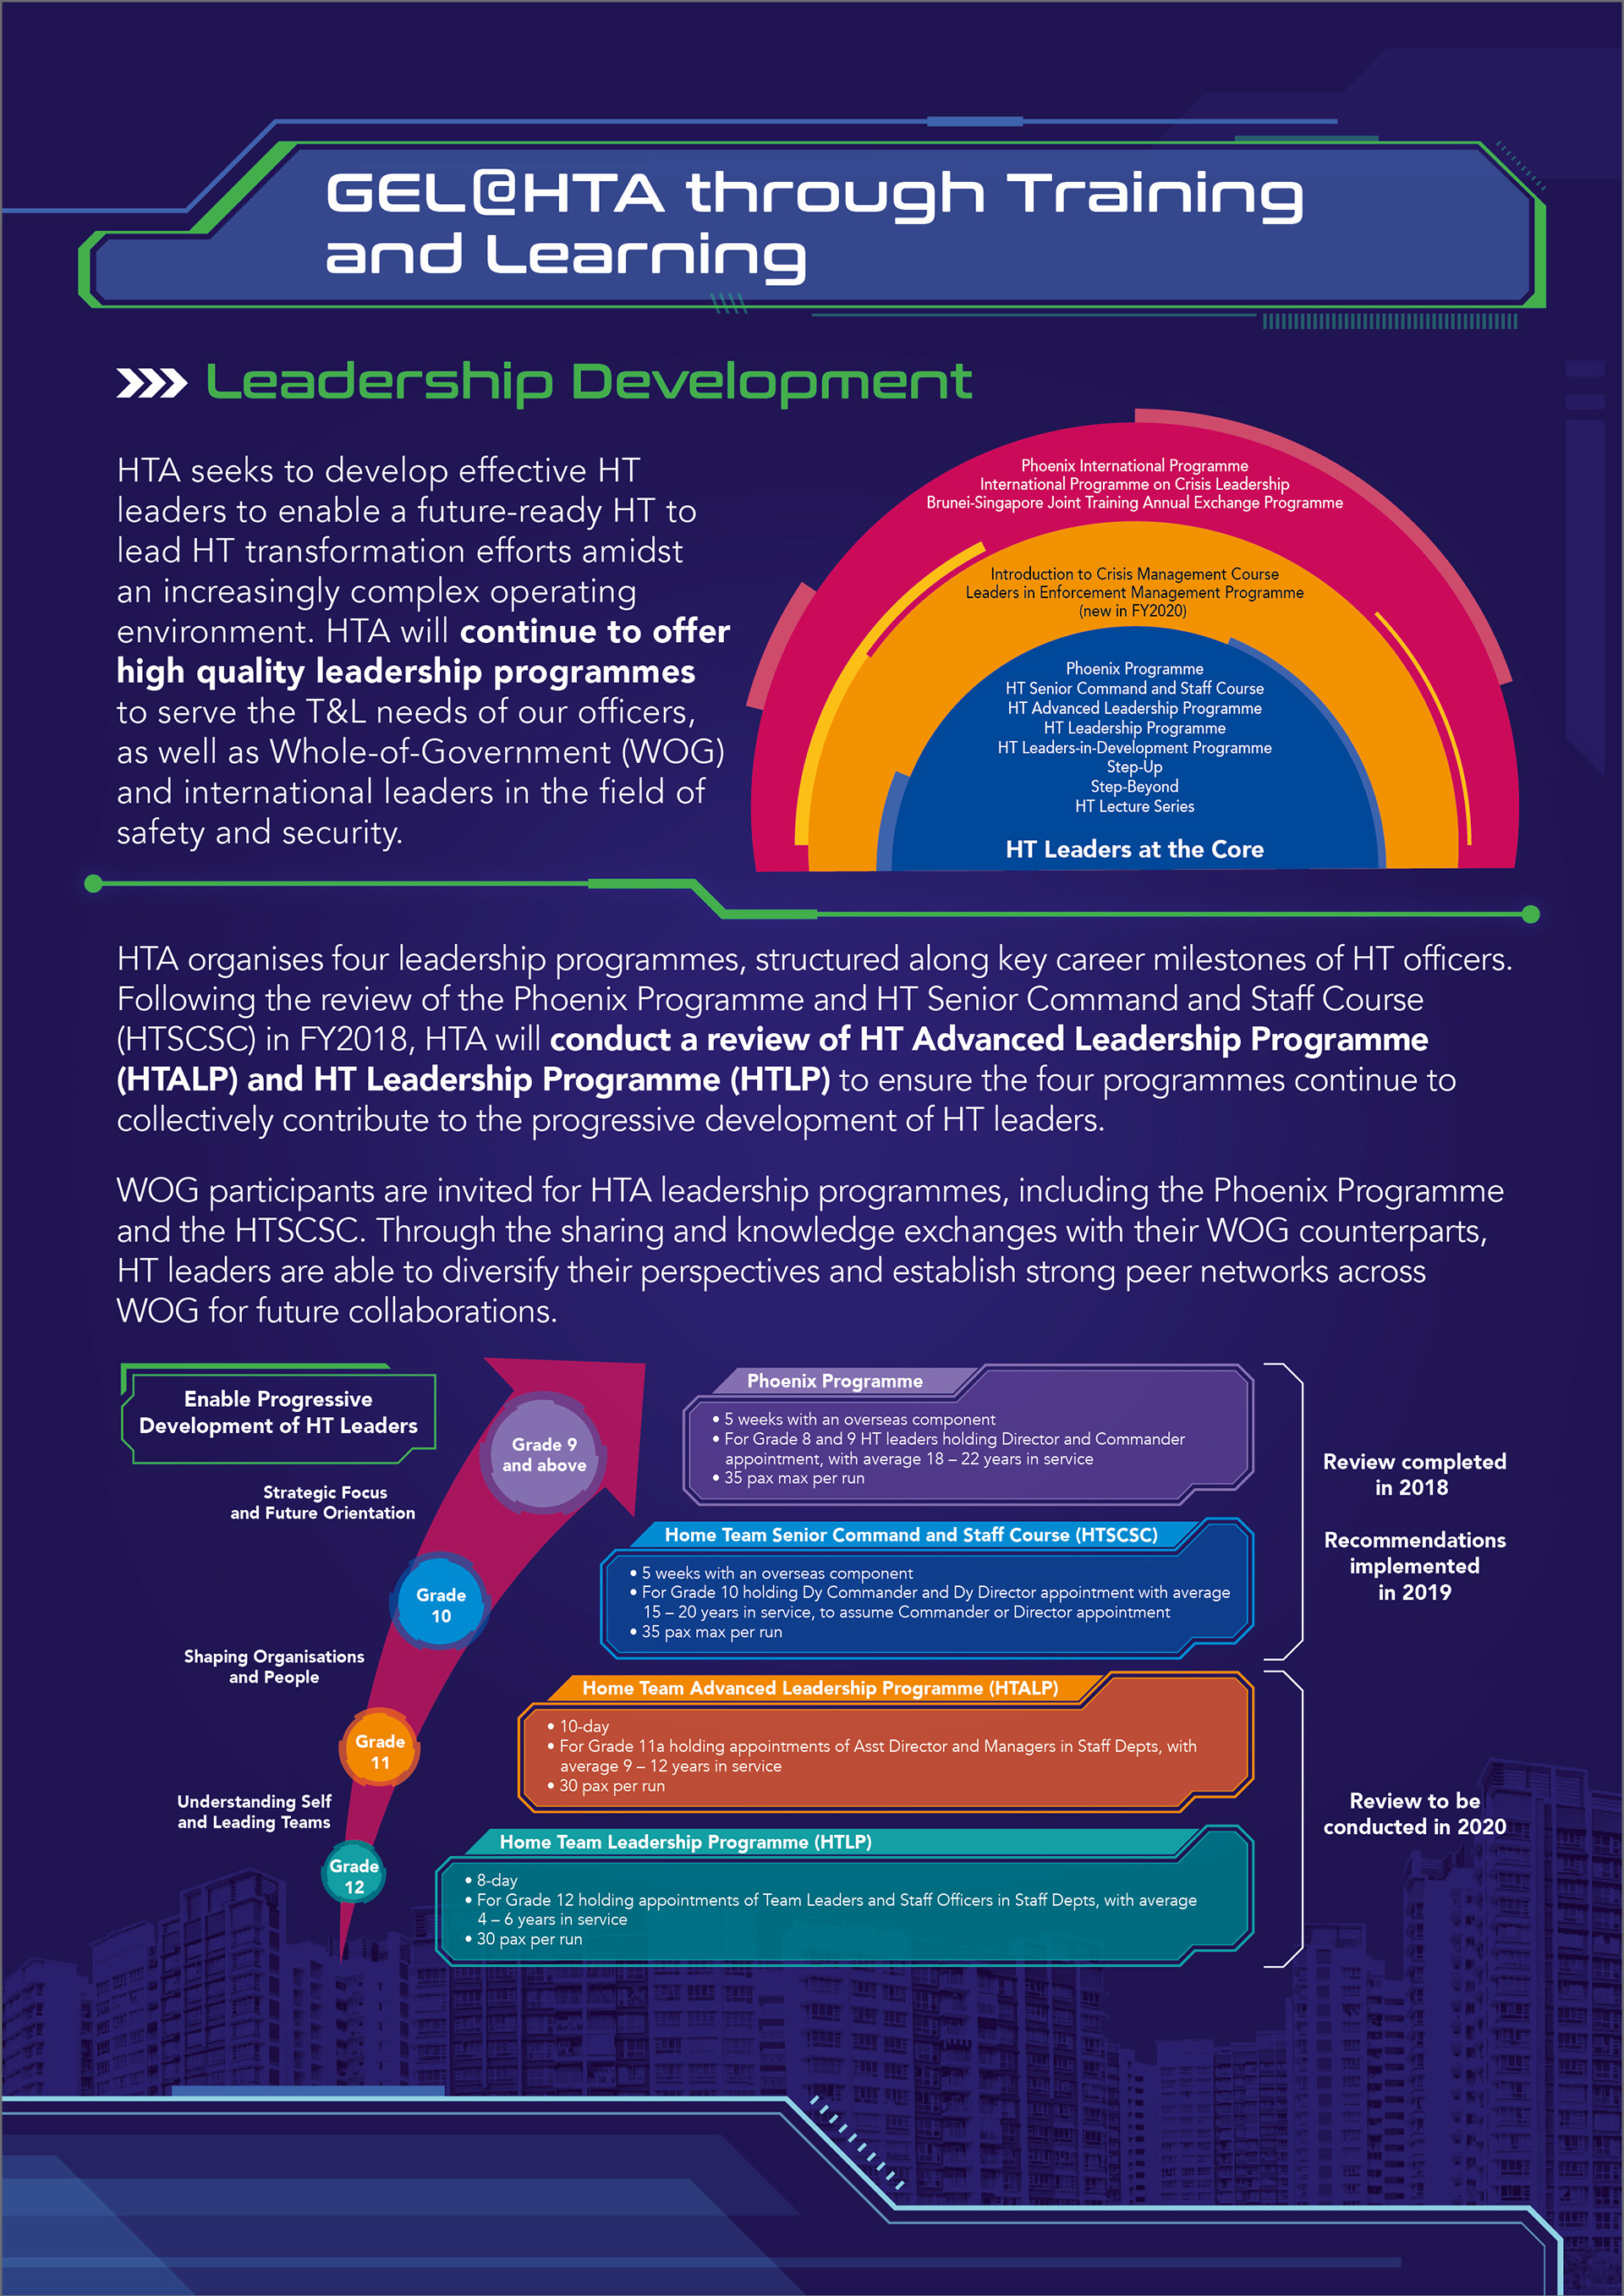 GEL@HTA through Training
and Learning
Leadership Development
HTA seeks to develop effective HT
leaders to enable a future-ready HT to
lead HT transformation efforts amidst
an increasingly complex operating
environment. HTA will continue to offer
high quality leadership programmes
to serve the T&L needs of our officers,
as well as Whole-of-Government (WOG)
and international leaders in the field of
safety and security.
Phoenix International Programme
International Programme on Crisis Leadership
Brunei-Singapore Joint Training Annual Exchange Programme
Introduction to Crisis Management Course
Leaders in Enforcement Management Programme
(new in FY2020)
Phoenix Programme
HT Senior Command and Staff Course
HT Advanced Leadership Programme
HT Leadership Programme
HT Leaders-in-Development Programme
Step-Up
Step-Beyond
HT Lecture Series
HT Leaders at the Core
HTA organises four leadership programmes, structured along key career milestones of HT officers.
Following the review of the Phoenix Programme and HT Senior Command and Staff Course
(HTSCSC) in FY2018, HTA will conduct a review of HT Advanced Leadership Programme
(HTALP) and HT Leadership Programme (HTLP) to ensure the four programmes continue to
collectively contribute to the progressive development of HT leaders.
WOG participants are invited for HTA leadership programmes, including the Phoenix Programme
and the HTSCSC. Through the sharing and knowledge exchanges with their WOG counterparts,
HT leaders are able to diversify their perspectives and establish strong peer networks across
WOG for future collaborations.
Enable Progressive
Development of HT Leaders
Strategic Focus
and Future Orientation
Shaping Organisations
and People
Understanding Self
and Leading Teams
Grade 9
and above
Grade
10
Grade
11
Grade
12
Phoenix Programme
• 5 weeks with an overseas component
• For Grade 8 and 9 HT leaders holding Director and Commander
appointment, with average 18 – 22 years in service
• 35 pax max per run
Home Team Senior Command and Staff Course (HTSCSC)
• 5 weeks with an overseas component
• For Grade 10 holding Dy Commander and Dy Director appointment with average
15 – 20 years in service, to assume Commander or Director appointment
• 35 pax max per run
Home Team Advanced Leadership Programme (HTALP)
• 10-day
• For Grade 11a holding appointments of Asst Director and Managers in Staff Depts, with
average 9 – 12 years in service
• 30 pax per run
Home Team Leadership Programme (HTLP)
• 8-day
• For Grade 12 holding appointments of Team Leaders and Staff Officers in Staff Depts, with average
4 – 6 years in service
• 30 pax per run
Review completed
in 2018
Recommendations
implemented
in 2019
Review to be
conducted in 2020